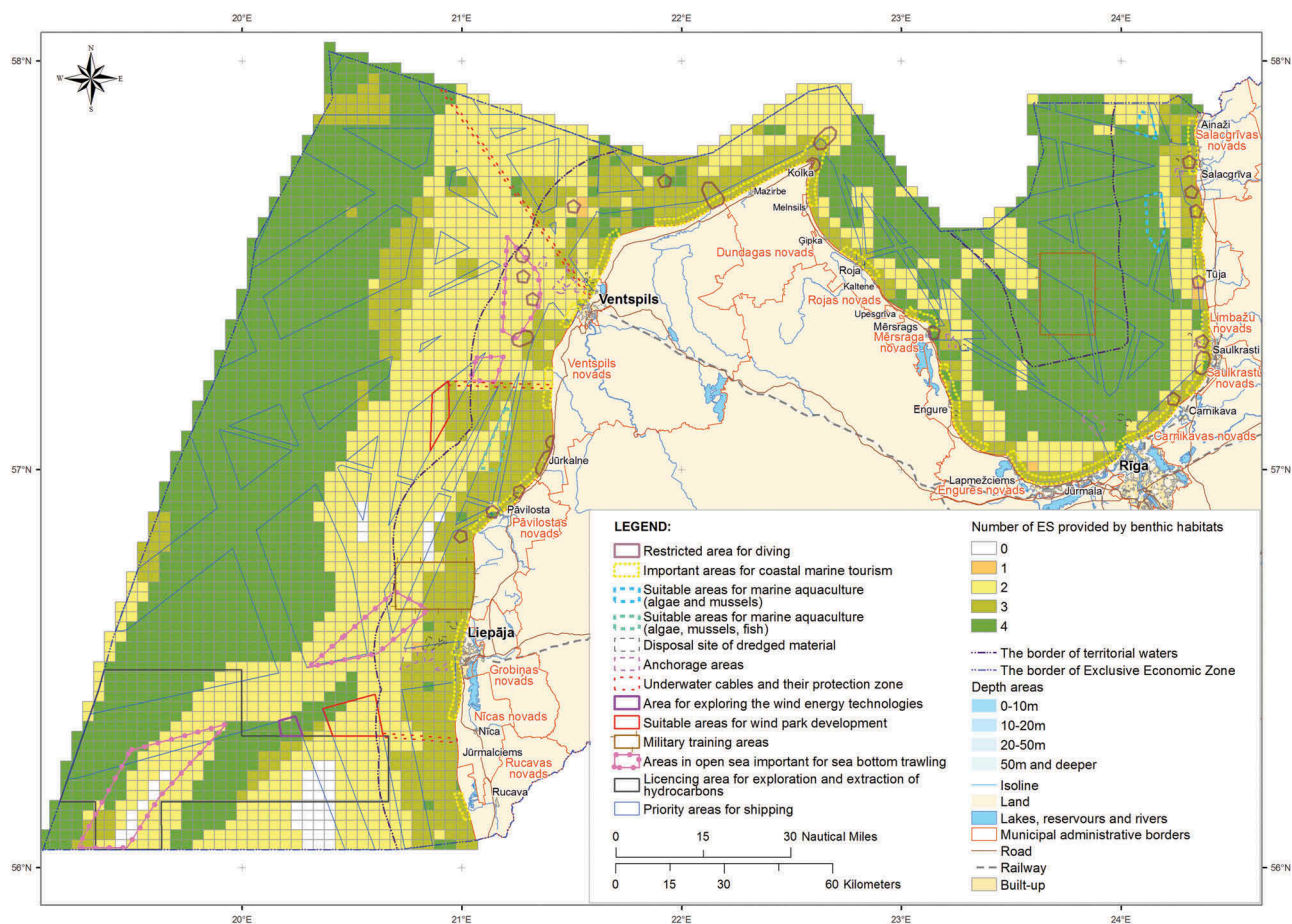 20°E
21°E
22°E
23°E
24°E
58°N
58°N
N
W
E
S
Ainaži
Salacgrīvas
novads
Salacgrīva
Kolka
Mazirbe
Melnsils
Ģipka
Dundagas novads
Roja
Kaltene
Rojas novads
Upesgrīva
Mērsrags
Mērsraga
novads
Tūja
Limbažu
novads
Saulkrasti
Saulkrastu
novads
Ventspils
Ventspils
novads
Engure
Carnikava
Carnikavas novads
57°N
57°N
Rīga
Lapmežciems
Engures novads
Jūrmala
Jūrkalne
Pāvilosta
Pāvilostas
novads
Liepāja
Grobiņas
novads
Nīcas novads
Nīca
Jūrmalciems
Rucavas
novads
Rucava
LEGEND:
Restricted area for diving
Important areas for coastal marine tourism
Suitable areas for marine aquaculture
(algae and mussels)
Suitable areas for marine aquaculture
(algae, mussels, fish)
Disposal site of dredged material
Anchorage areas
Underwater cables and their protection zone
Area for exploring the wind energy technologies
Suitable areas for wind park development
Military training areas
Areas in open sea important for sea bottom trawling
Licencing area for exploration and extraction of
hydrocarbons
Priority areas for shipping
0 15 30 Nautical Miles
0 15 30 60 Kilometers
Number of ES provided by benthic habitats
0
1
2
3
4
The border of territorial waters
The border of Exclusive Economic Zone
Depth areas
0-10m
10-20m
20-50m
50m and deeper
Isoline
Land
Lakes, reservours and rivers
Municipal administrative borders
Road
Railway
Built-up
56°N
56°N
20°E
21°E
22°E
23°E
24°E